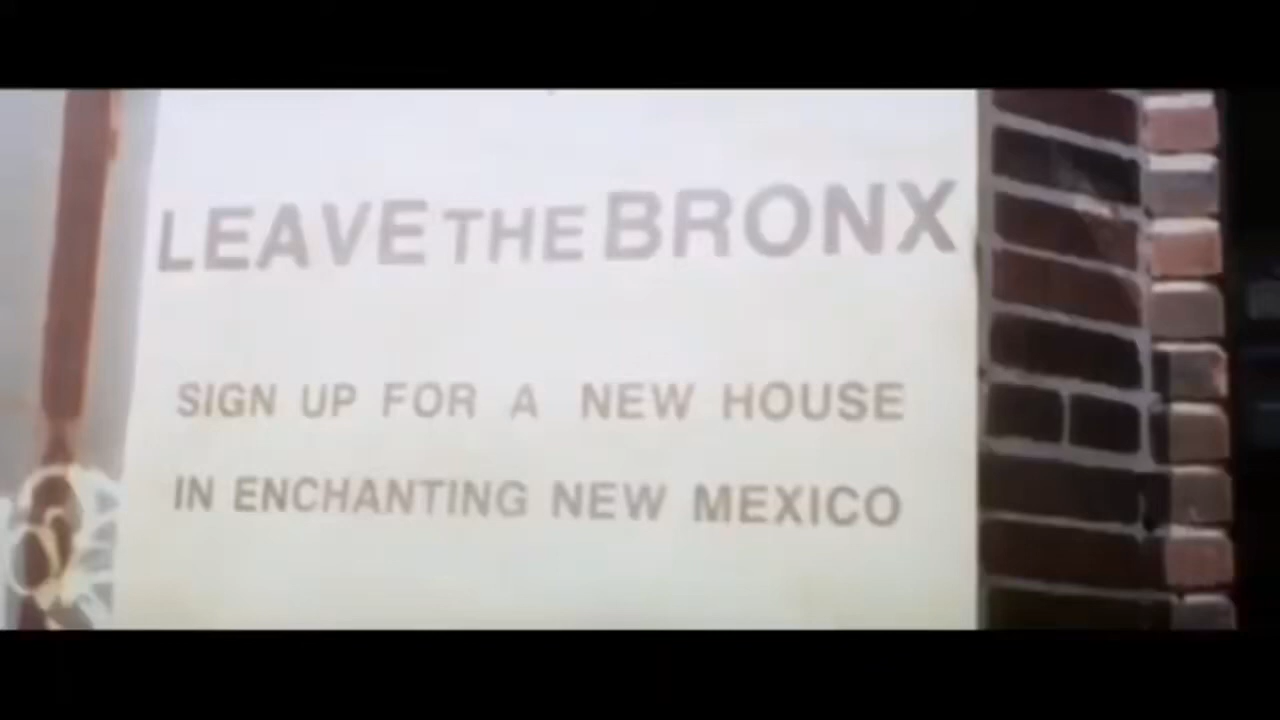 LEAVE THE BRONX
SIGN UP FOR A NEW HOUSE
IN ENCHANTING NEW MEXICO